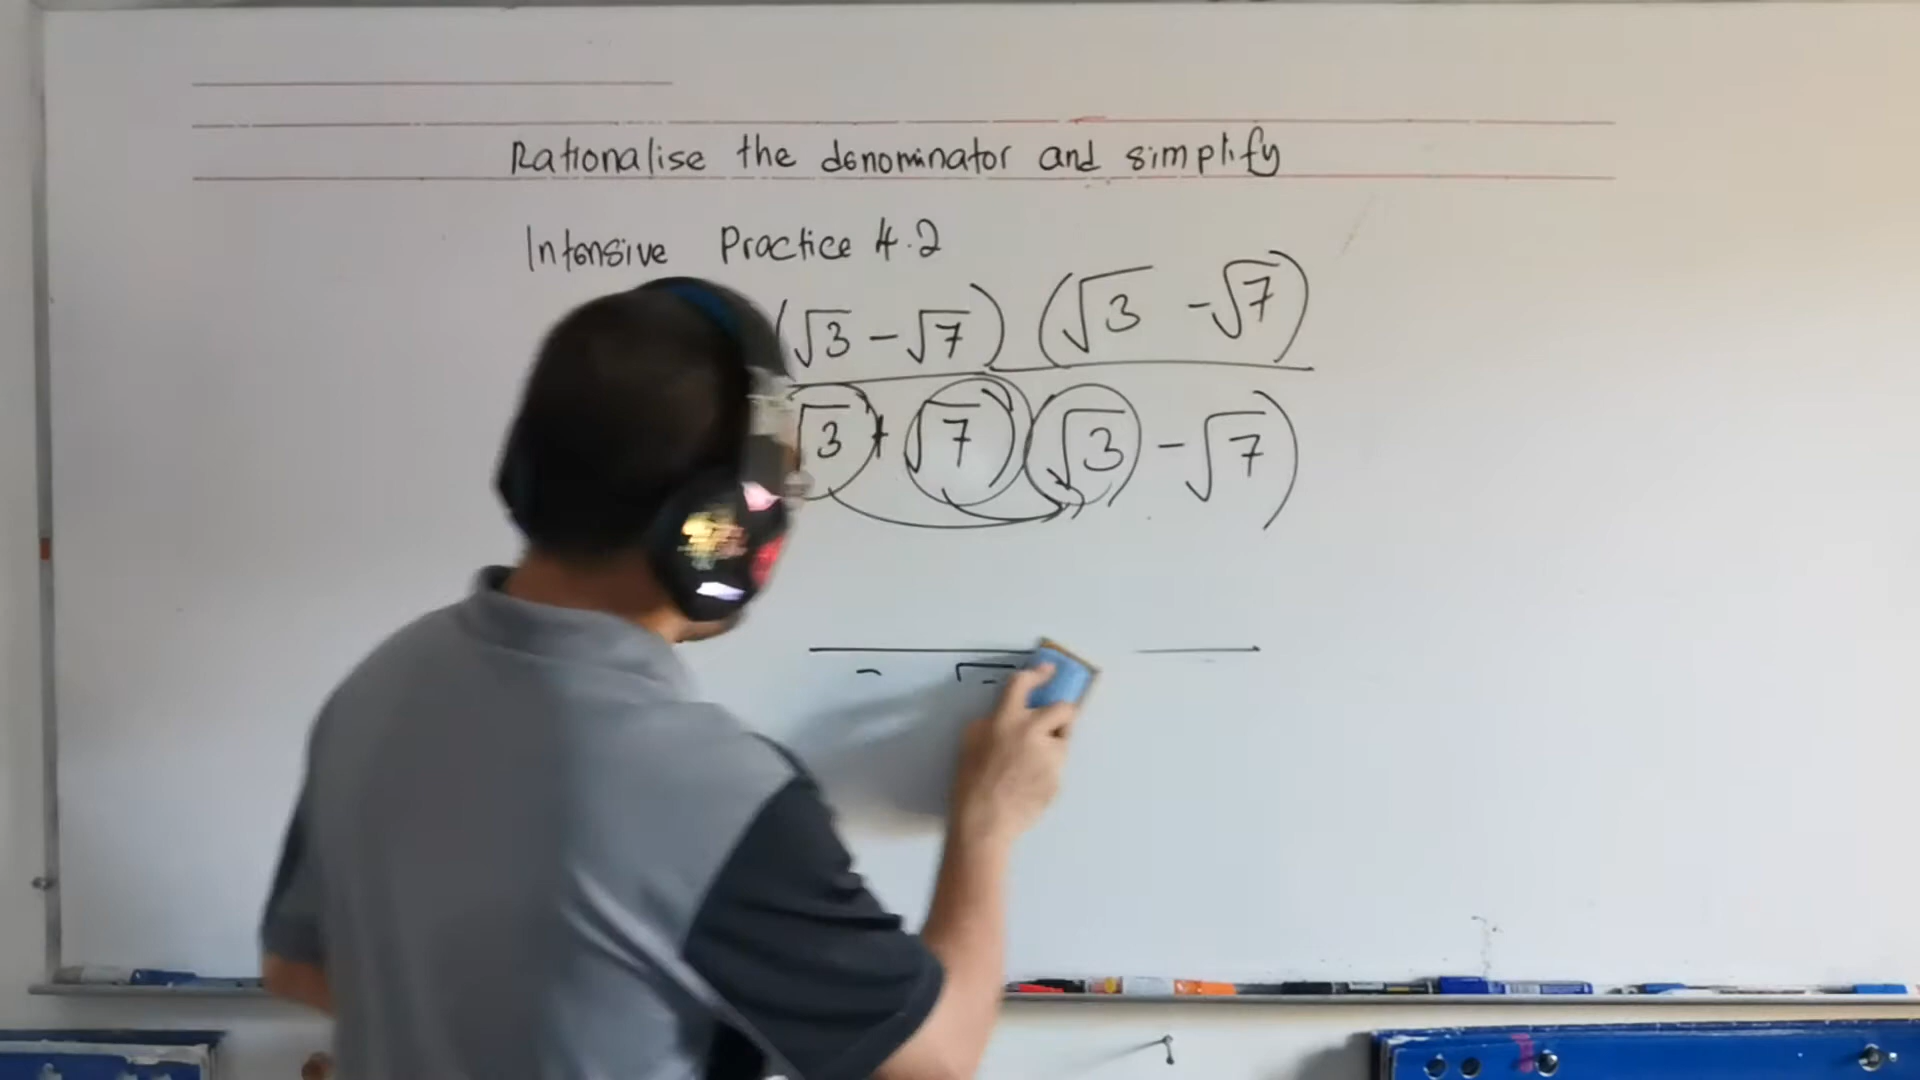 Rationalise the denominator and simplify
Intensive Practice 4.2
(√3 - √7) (√3 - √7)
√3 + √7) (√3 - √7)